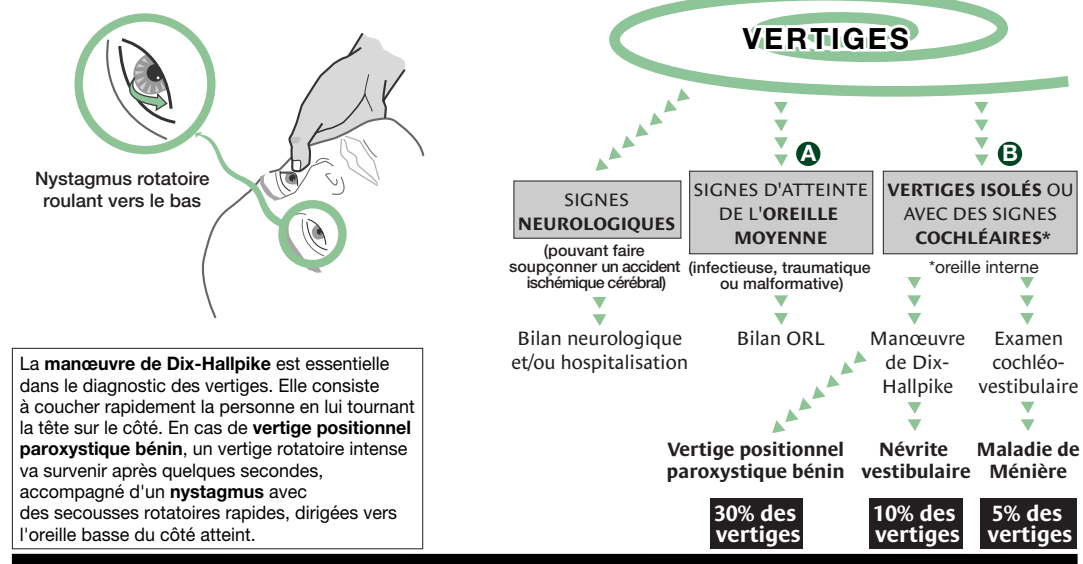 Nystagmus rotatoire
roulant vers le bas
La manœuvre de Dix-Hallpike est essentielle
dans le diagnostic des vertiges. Elle consiste
à coucher rapidement la personne en lui tournant
la tête sur le côté. En cas de vertige positionnel
paroxystique bénin, un vertige rotatoire intense
va survenir après quelques secondes,
accompagné d'un nystagmus avec
des secousses rotatoires rapides, dirigées vers
l'oreille basse du côté atteint.
VERTIGES
SIGNES
NEUROLOGIQUES
(pouvant faire
soupçonner un accident
ischémique cérébral)
Bilan neurologique
et/ou hospitalisation
A
SIGNES D'ATTEINTE
DE L'OREILLE
MOYENNE
(infectieuse, traumatique
ou malformative)
Bilan ORL
B
VERTIGES ISOLÉS OU
AVEC DES SIGNES
COCHLÉAIRES*
*oreille interne
Manœuvre
de Dix-
Hallpike
Examen
cochléo-
vestibulaire
Vertige positionnel
paroxystique bénin
30% des
vertiges
Névrite
vestibulaire
10% des
vertiges
Maladie de
Ménière
5% des
vertiges